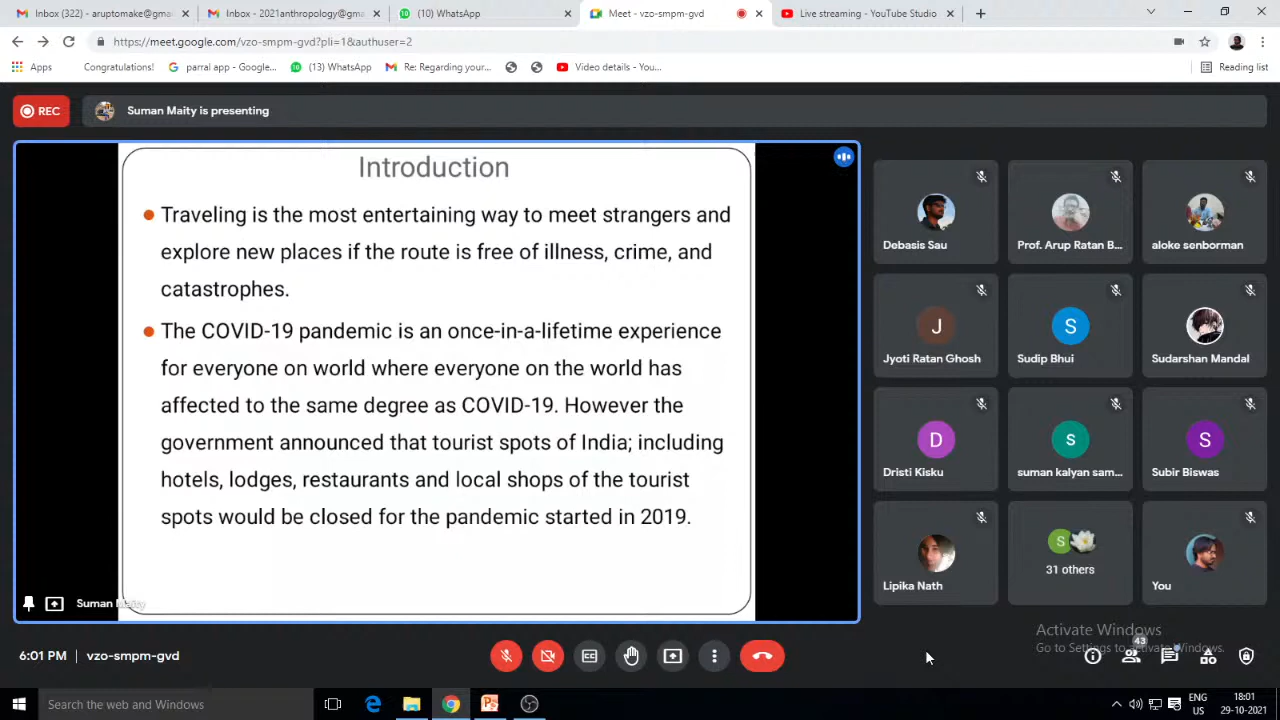 Inbox (322) - aruptomake@gma
Inbox - 2021anthropology@gma
(10) WhatsApp
Meet - vzo-smpm-gvd
Live streaming - YouTube Studio
https://meet.google.com/vzo-smpm-gvd?pli=1&authuser=2
Apps
Congratulations!
parral app - Google...
(13) WhatsApp
Re: Regarding your...
Video details - You...
Reading list
REC
Suman Maity is presenting
Introduction
Traveling is the most entertaining way to meet strangers and
explore new places if the route is free of illness, crime, and
catastrophes.
The COVID-19 pandemic is an once-in-a-lifetime experience
for everyone on world where everyone on the world has
affected to the same degree as COVID-19. However the
government announced that tourist spots of India; including
hotels, lodges, restaurants and local shops of the tourist
spots would be closed for the pandemic started in 2019.
Suman Maity
Debasis Sau
Prof. Arup Ratan B...
aloke senborman
J
Jyoti Ratan Ghosh
S
Sudip Bhui
Sudarshan Mandal
D
Dristi Kisku
s
suman kalyan sam...
S
Subir Biswas
Lipika Nath
S
31 others
You
Activate Windows
Go to Settings to activate Windows.
6:01 PM | vzo-smpm-gvd
43
Search the web and Windows
ENG
US
18:01
29-10-2021